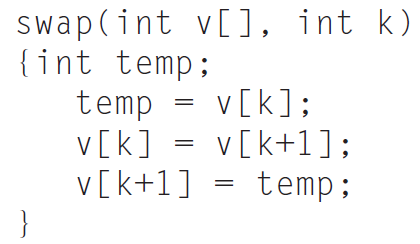 swap(int v[], int k)
{int temp;
   temp = v[k];
   v[k] = v[k+1];
   v[k+1] = temp;
}